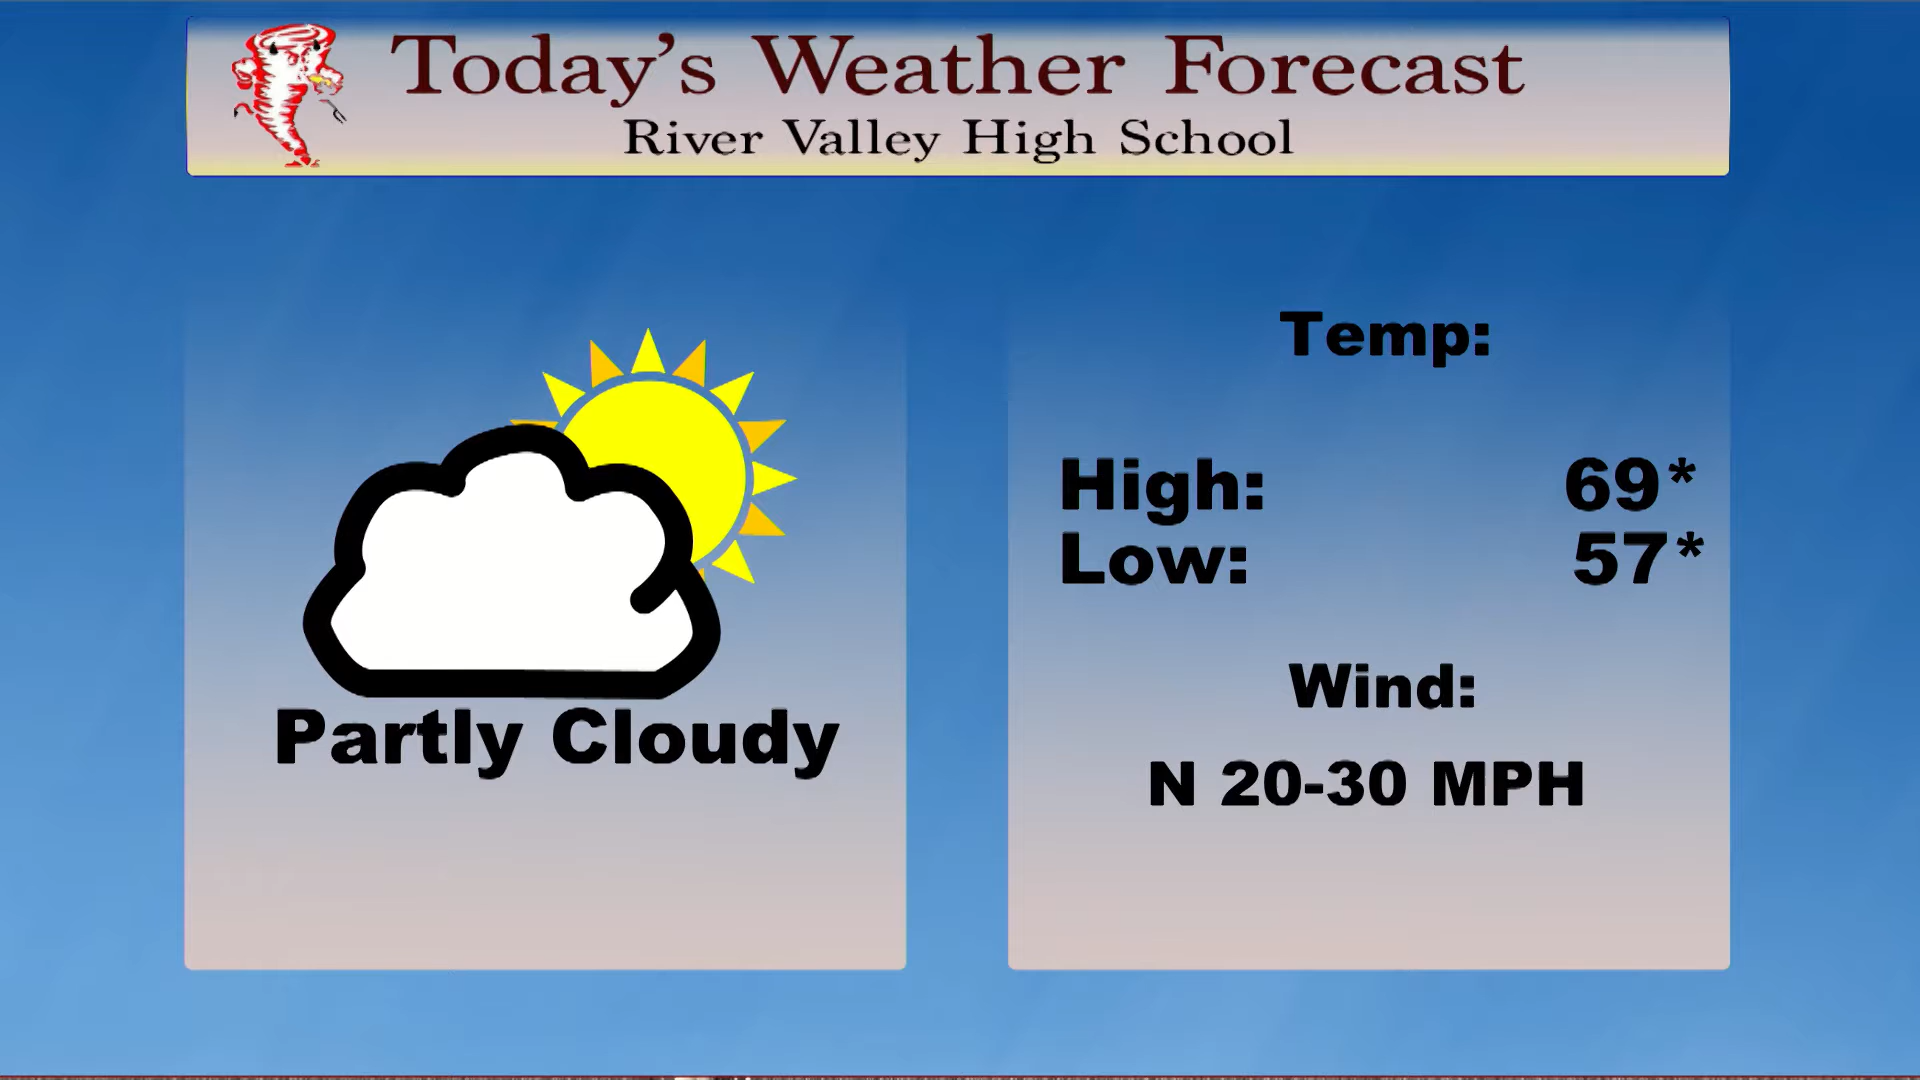 Today's Weather Forecast
River Valley High School
Partly Cloudy
Temp:
High: 69*
Low: 57*
Wind:
N 20-30 MPH